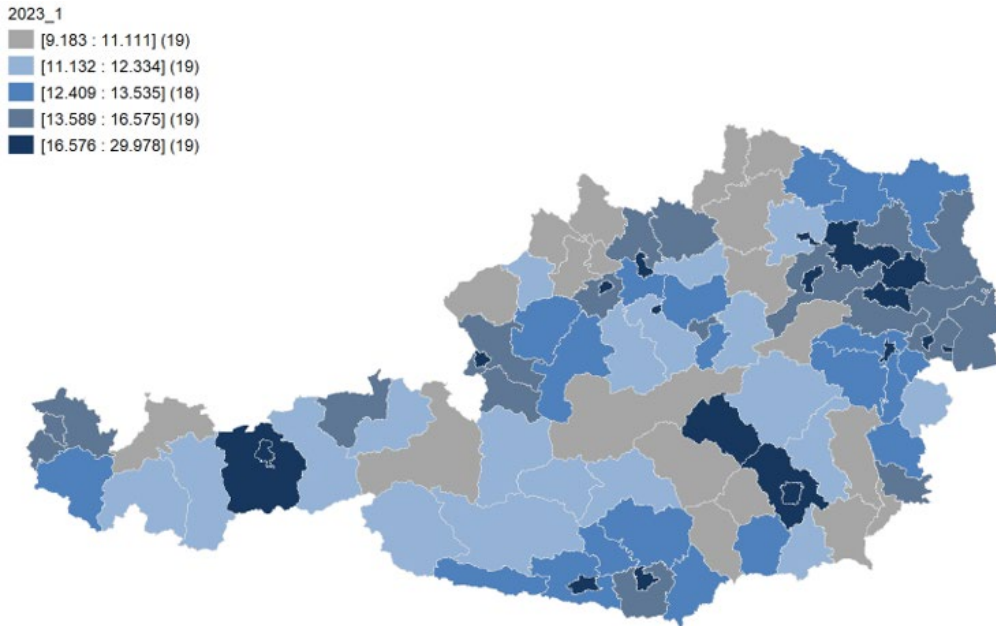 2023_1
[9.183 : 11.111] (19)
[11.132 : 12.334] (19)
[12.409 : 13.535] (18)
[13.589 : 16.575] (19)
[16.576 : 29.978] (19)